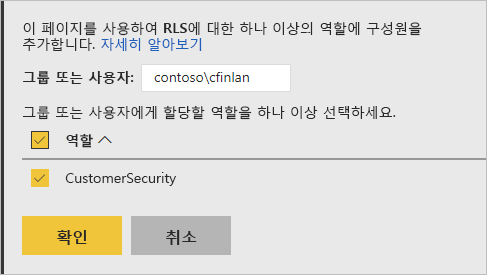 이 페이지를 사용하여 RLS에 대한 하나 이상의 역할에 구성원을
추가합니다. 자세히 알아보기
그룹 또는 사용자: contoso\cfinlan
그룹 또는 사용자에게 할당할 역할을 하나 이상 선택하세요.
역할
CustomerSecurity
확인 취소